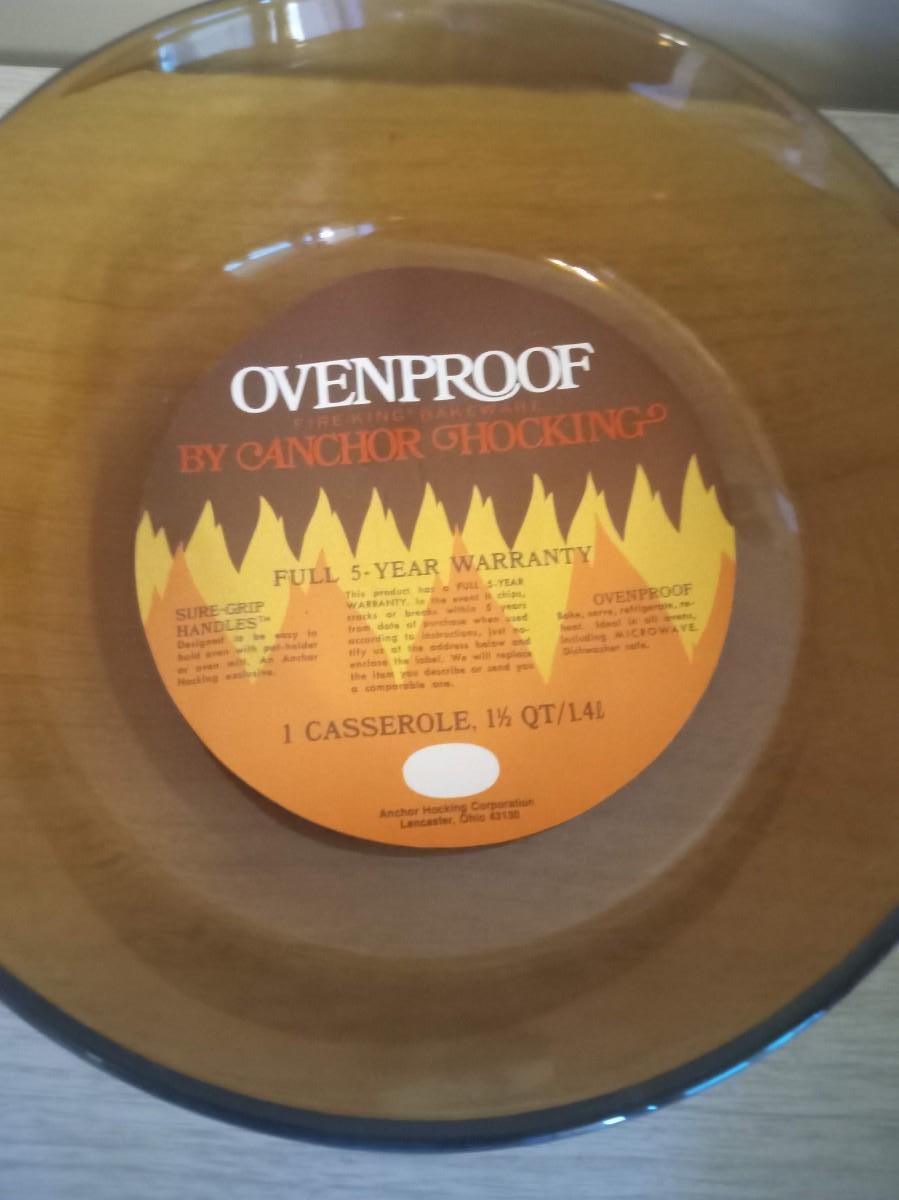 OVENPROOF
FIRE-KING® BAKEWARE
BY ANCHOR HOCKING®
FULL 5-YEAR WARRANTY
SURE-GRIP
HANDLES™
Designed to be easy to
hold even with pot-holder
or oven mitt. An Anchor
Hocking exclusive.
This product has a FULL 5-YEAR
WARRANTY. In the event it chips,
cracks or breaks within 5 years
from date of purchase when used
according to instructions, just no-
tify us at the address below and
enclose the label. We will replace
the item you describe or send you
a comparable one.
OVENPROOF
Bake, serve, refrigerate, re-
heat. Ideal in all ovens,
including MICROWAVE.
Dishwasher safe.
1 CASSEROLE, 1½ QT/1.4l
Anchor Hocking Corporation
Lancaster, Ohio 43130